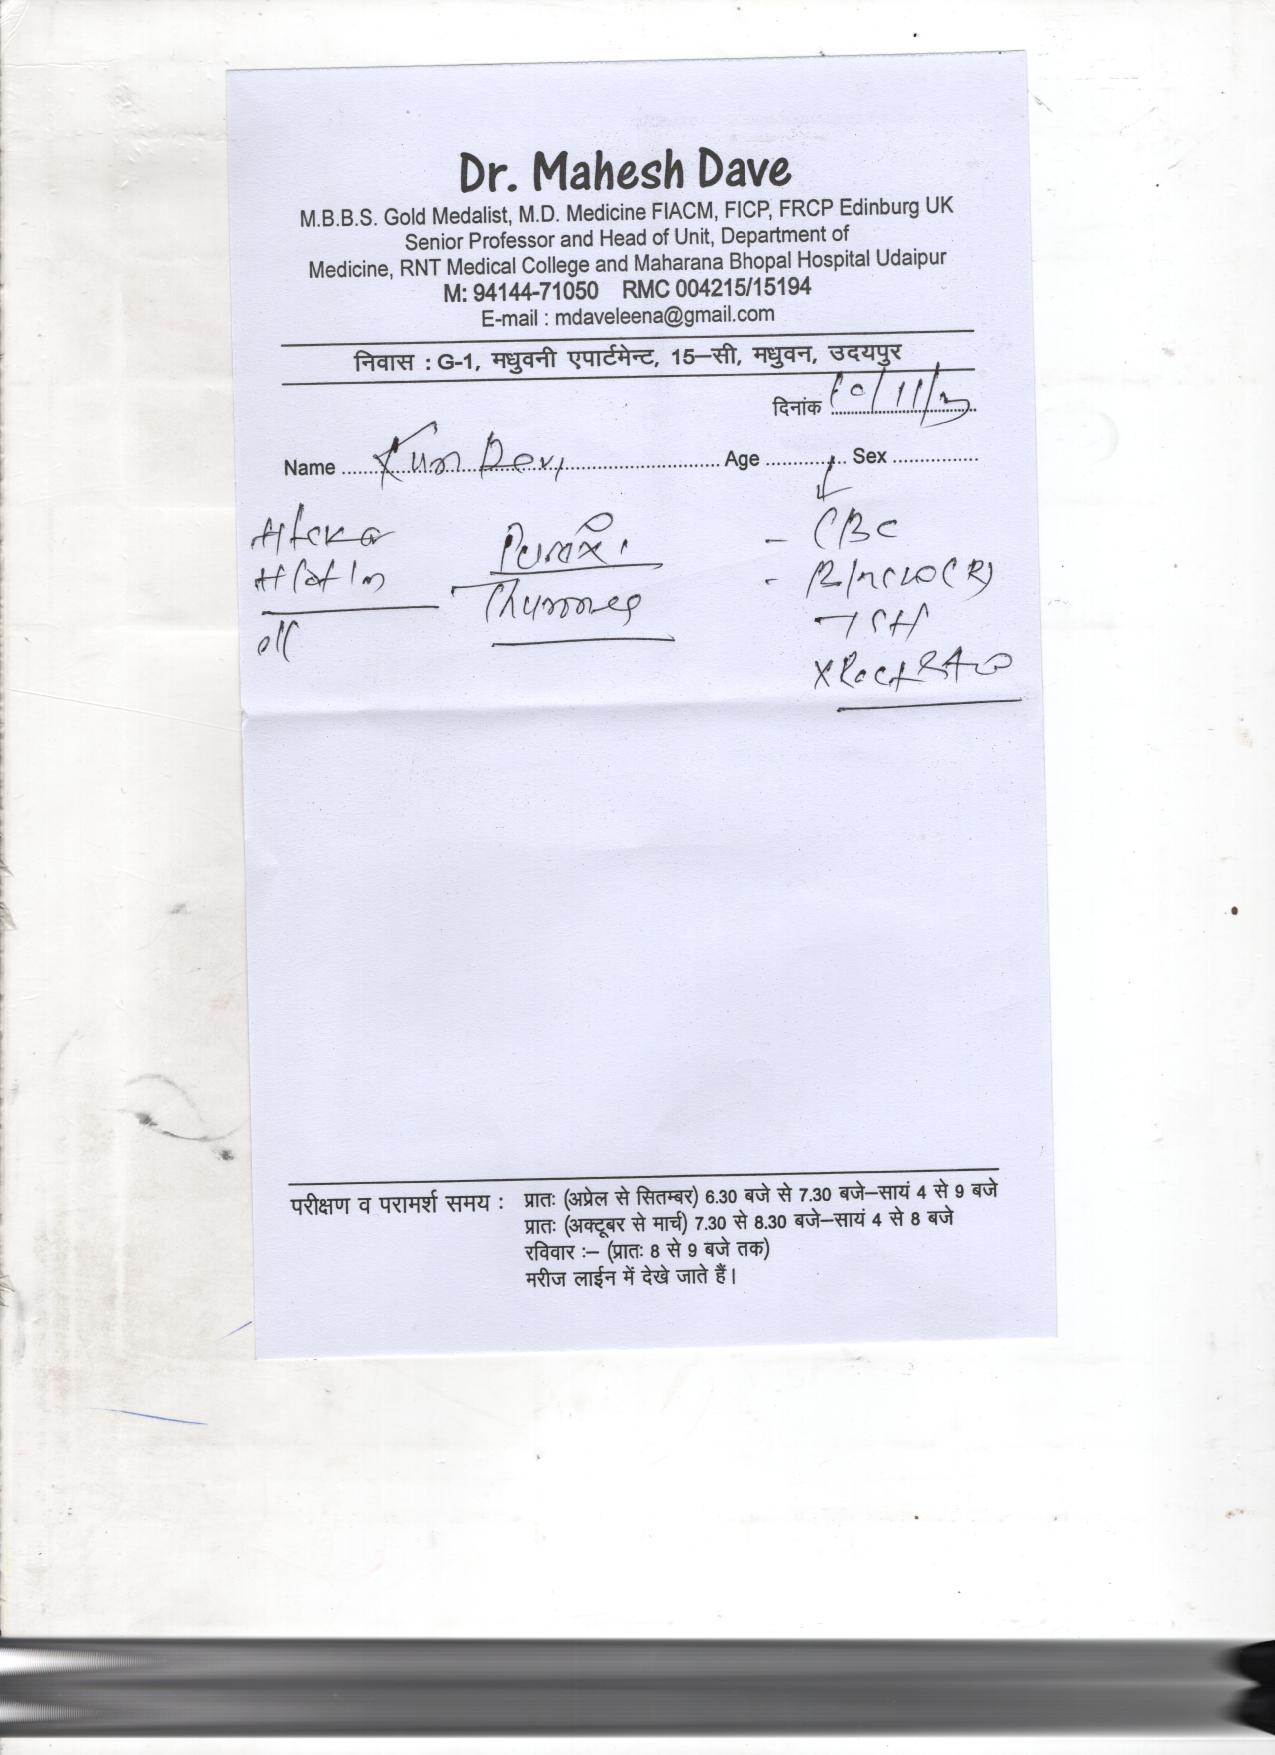 Dr. Mahesh Dave
M.B.B.S. Gold Medalist, M.D. Medicine FIACM, FICP, FRCP Edinburg UK
Senior Professor and Head of Unit, Department of
Medicine, RNT Medical College and Maharana Bhopal Hospital Udaipur
M: 94144-71050 RMC 004215/15194
E-mail : mdaveleena@gmail.com
निवास : G-1, मधुवनी एपार्टमेन्ट, 15–सी, मधुवन, उदयपुर
दिनांक
Name Age Sex
- CBC
TSH
परीक्षण व परामर्श समय : प्रातः (अप्रेल से सितम्बर) 6.30 बजे से 7.30 बजे–सायं 4 से 9 बजे
प्रातः (अक्टूबर से मार्च) 7.30 से 8.30 बजे–सायं 4 से 8 बजे
रविवार :– (प्रातः 8 से 9 बजे तक)
मरीज लाईन में देखे जाते हैं।